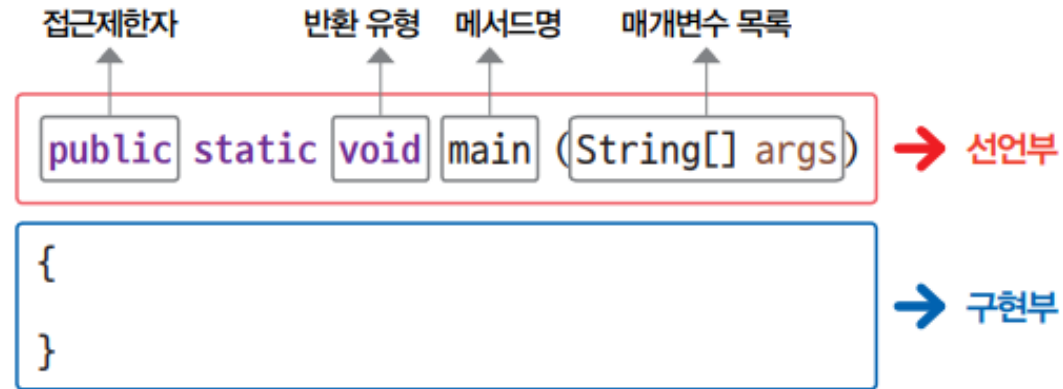 접근제한자 반환 유형 메서드명 매개변수 목록
public static void main (String[] args) 선언부
{
구현부
}